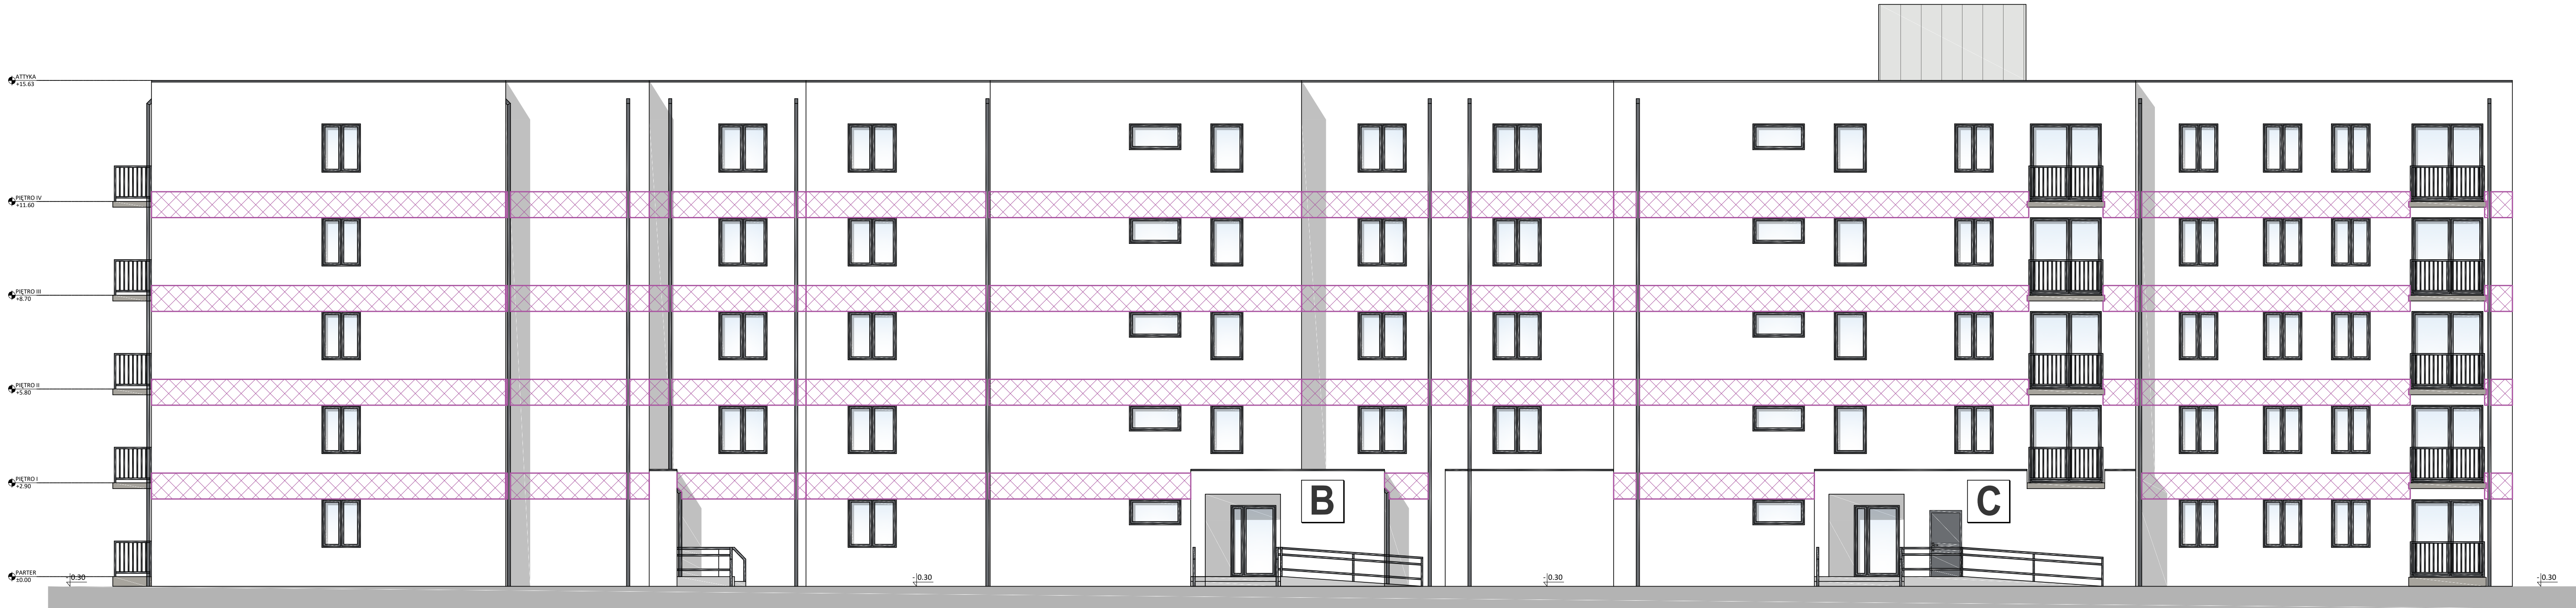 ATTYKA
+15.63
PIĘTRO IV
+11.60
PIĘTRO III
+8.70
PIĘTRO II
+5.80
PIĘTRO I
+2.90
B
C
PARTER
±0.00
- 0.30
- 0.30
- 0.30
- 0.30